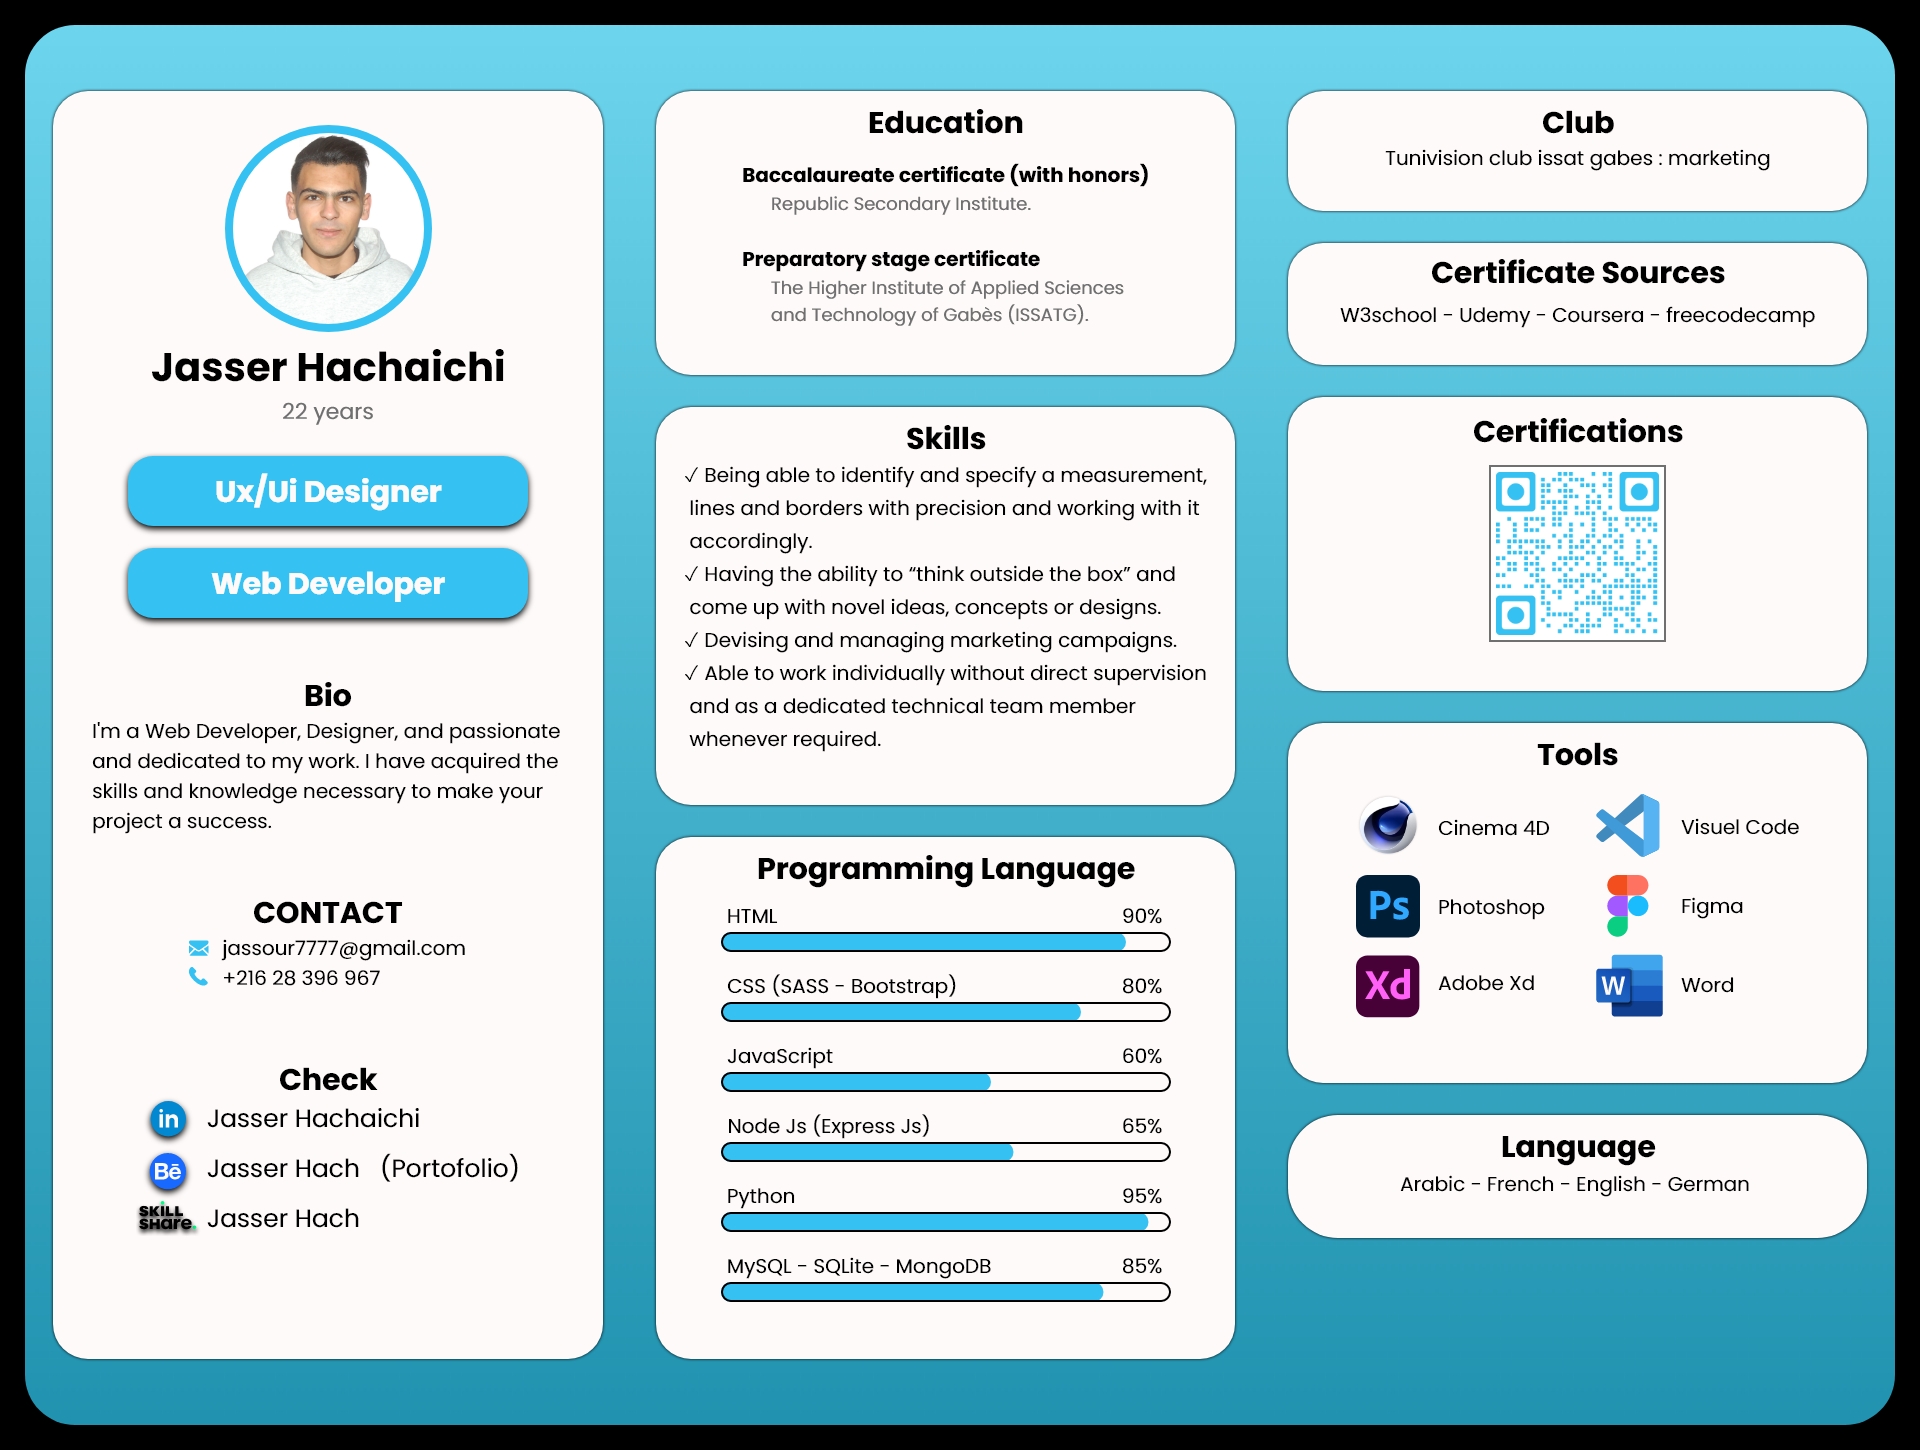 Jasser Hachaichi
22 years
Ux/Ui Designer
Web Developer
Bio
I'm a Web Developer, Designer, and passionate
and dedicated to my work. I have acquired the
skills and knowledge necessary to make your
project a success.
CONTACT
jassour7777@gmail.com
+216 28 396 967
Check
in Jasser Hachaichi
Bē Jasser Hach (Portofolio)
SKILL
SHare. Jasser Hach
Education
Baccalaureate certificate (with honors)
Republic Secondary Institute.
Preparatory stage certificate
The Higher Institute of Applied Sciences
and Technology of Gabès (ISSATG).
Skills
✓ Being able to identify and specify a measurement,
lines and borders with precision and working with it
accordingly.
✓ Having the ability to “think outside the box” and
come up with novel ideas, concepts or designs.
✓ Devising and managing marketing campaigns.
✓ Able to work individually without direct supervision
and as a dedicated technical team member
whenever required.
Programming Language
HTML 90%
CSS (SASS - Bootstrap) 80%
JavaScript 60%
Node Js (Express Js) 65%
Python 95%
MySQL - SQLite - MongoDB 85%
Club
Tunivision club issat gabes : marketing
Certificate Sources
W3school - Udemy - Coursera - freecodecamp
Certifications
Tools
Cinema 4D Visuel Code
Ps Photoshop Figma
Xd Adobe Xd W Word
Language
Arabic - French - English - German